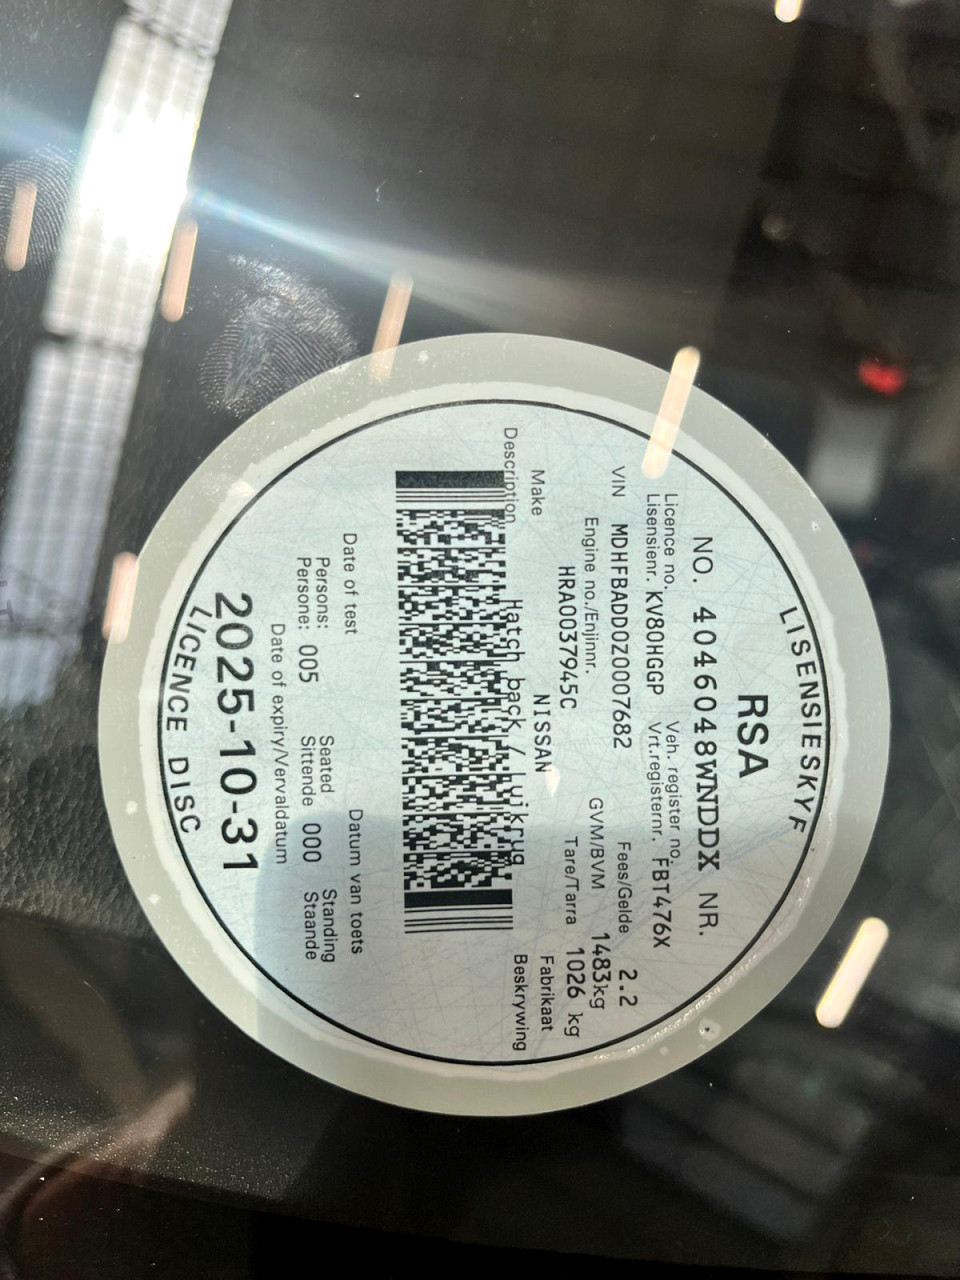 LISENSIESKYF
RSA
NO. 4046048WNDDX NR.
Licence no. Veh. register no.
Lisensienr. KV80HGGP Vrt.registernr. FBT476X
VIN MDHFBADD0Z0007682 Fees/Gelde 2.2
Engine no./Enjinnr. GVM/BVM 1483kg
HRA0037945C Tare/Tarra 1026 kg
Make NISSAN Fabrikaat
Description Hatch back / Luikrug Beskrywing
Date of test Datum van toets
Persons: Seated Standing
Persone: 005 Sittende 000 Staande
Date of expiry/Vervaldatum
2025-10-31
LICENCE DISC